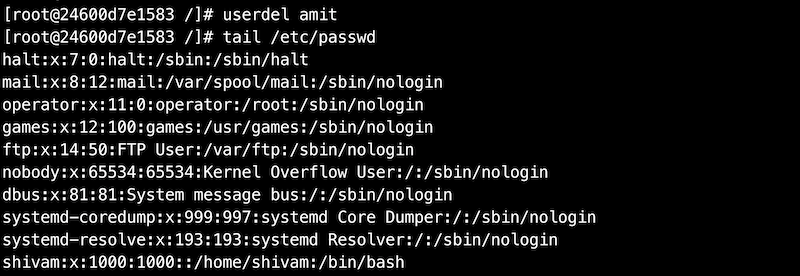 [root@24600d7e1583 /]# userdel amit
[root@24600d7e1583 /]# tail /etc/passwd
halt:x:7:0:halt:/sbin:/sbin/halt
mail:x:8:12:mail:/var/spool/mail:/sbin/nologin
operator:x:11:0:operator:/root:/sbin/nologin
games:x:12:100:games:/usr/games:/sbin/nologin
ftp:x:14:50:FTP User:/var/ftp:/sbin/nologin
nobody:x:65534:65534:Kernel Overflow User:/:/sbin/nologin
dbus:x:81:81:System message bus:/:/sbin/nologin
systemd-coredump:x:999:997:systemd Core Dumper:/:/sbin/nologin
systemd-resolve:x:193:193:systemd Resolver:/:/sbin/nologin
shivam:x:1000:1000::/home/shivam:/bin/bash